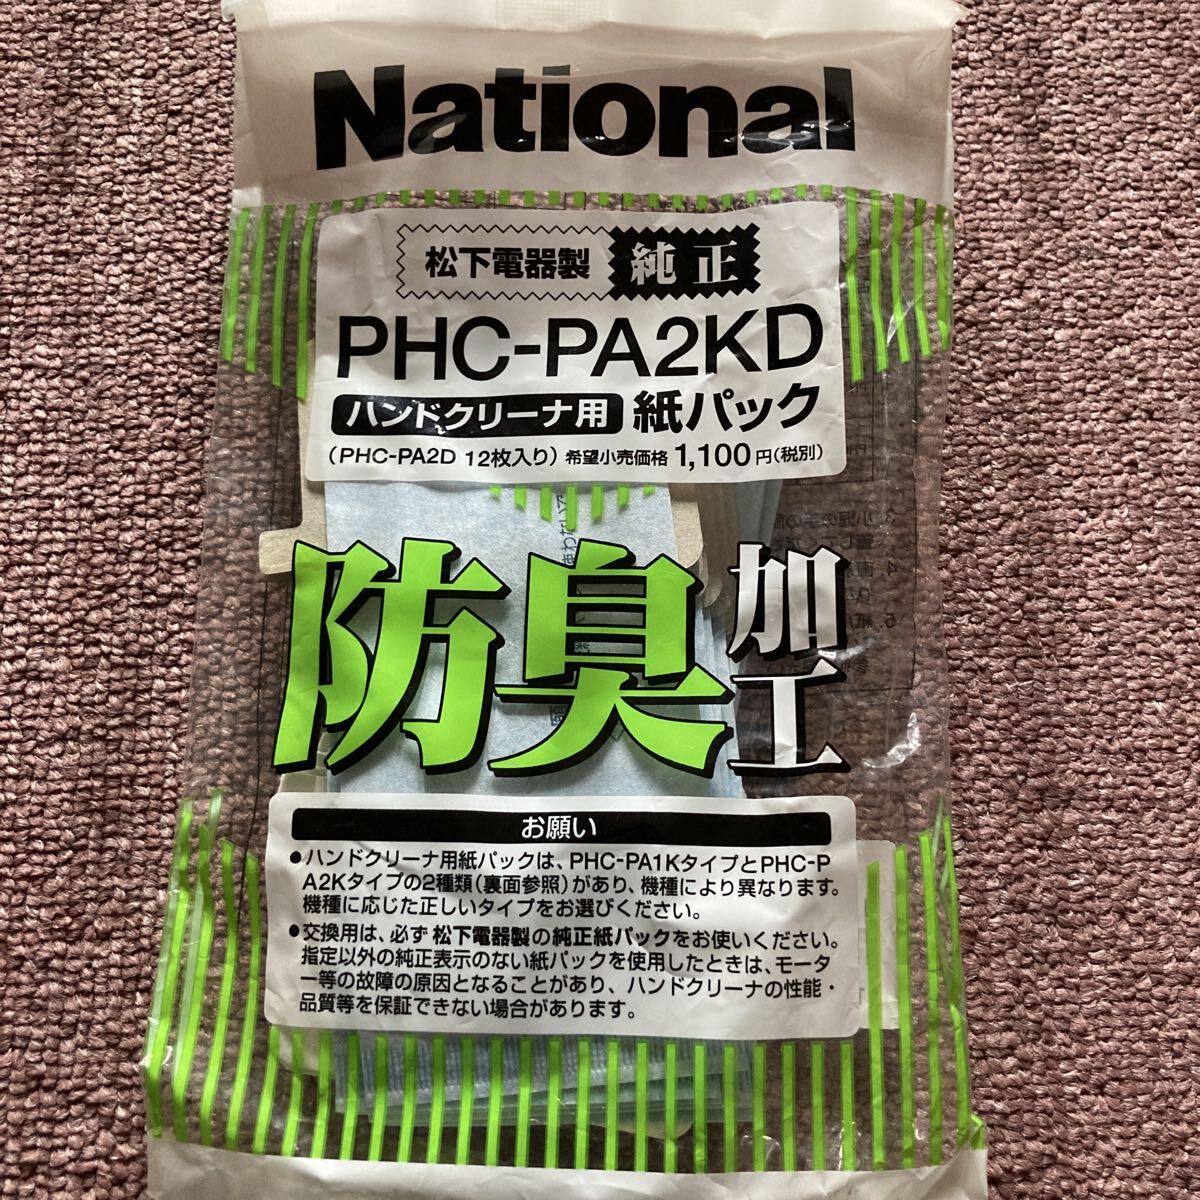 National
松下電器製 純正
PHC-PA2KD
ハンドクリーナ用 紙パック
(PHC-PA2D 12枚入り) 希望小売価格 1,100円(税別)
防臭加工
お願い
●ハンドクリーナ用紙パックは、PHC-PA1KタイプとPHC-P
A2Kタイプの2種類(裏面参照)があり、機種により異なります。
機種に応じた正しいタイプをお選びください。
●交換用は、必ず松下電器製の純正紙パックをお使いください。
指定以外の純正表示のない紙パックを使用したときは、モータ
ー等の故障の原因となることがあり、ハンドクリーナの性能・
品質等を保証できない場合があります。